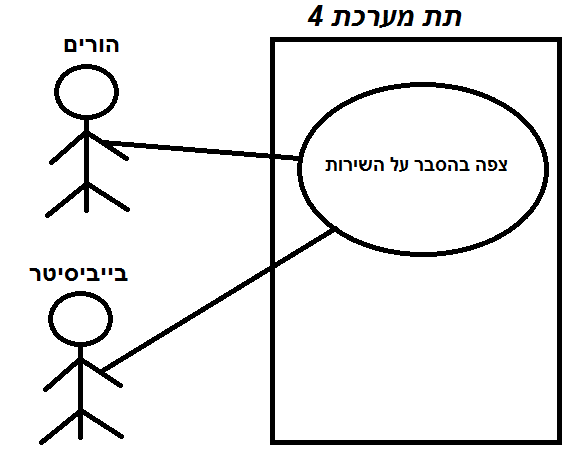 תת מערכת 4
הורים
צפה בהסבר על השירות
בייביסיטר